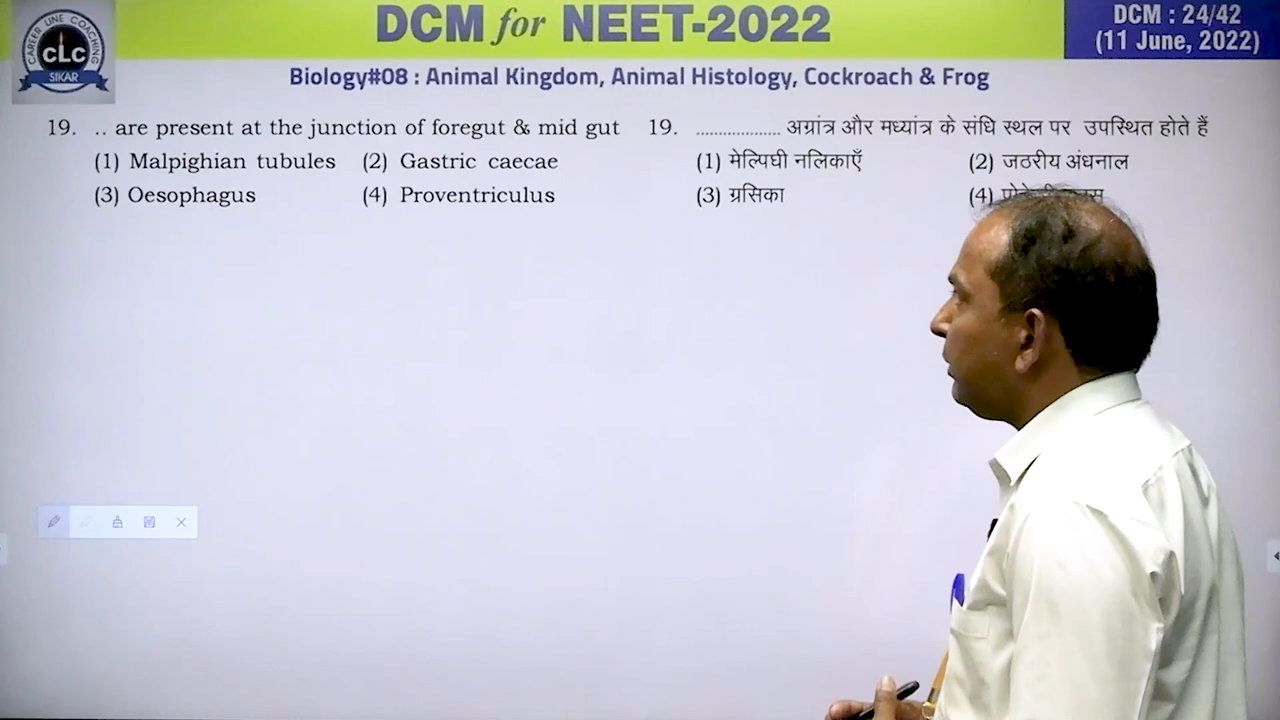 CAREER LINE COACHING
CLC
SIKAR
DCM for NEET-2022
DCM : 24/42
(11 June, 2022)
Biology#08 : Animal Kingdom, Animal Histology, Cockroach & Frog
19. .. are present at the junction of foregut & mid gut
(1) Malpighian tubules (2) Gastric caecae
(3) Oesophagus (4) Proventriculus
19. ................... अग्रांत्र और मध्यांत्र के संधि स्थल पर उपस्थित होते हैं
(1) मेल्पिघी नलिकाएँ (2) जठरीय अंधनाल
(3) ग्रसिका (4)